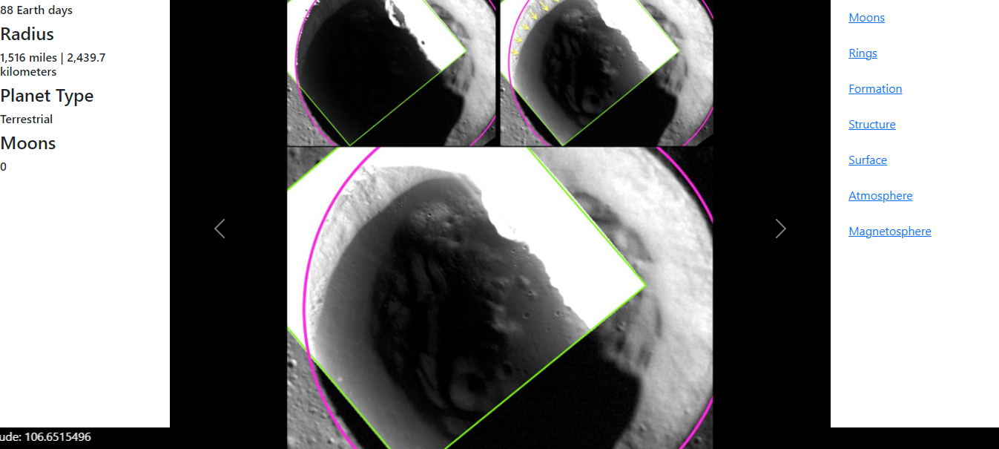 88 Earth days
Radius
1,516 miles | 2,439.7
kilometers
Planet Type
Terrestrial
Moons
0
Moons
Rings
Formation
Structure
Surface
Atmosphere
Magnetosphere
ude: 106.6515496